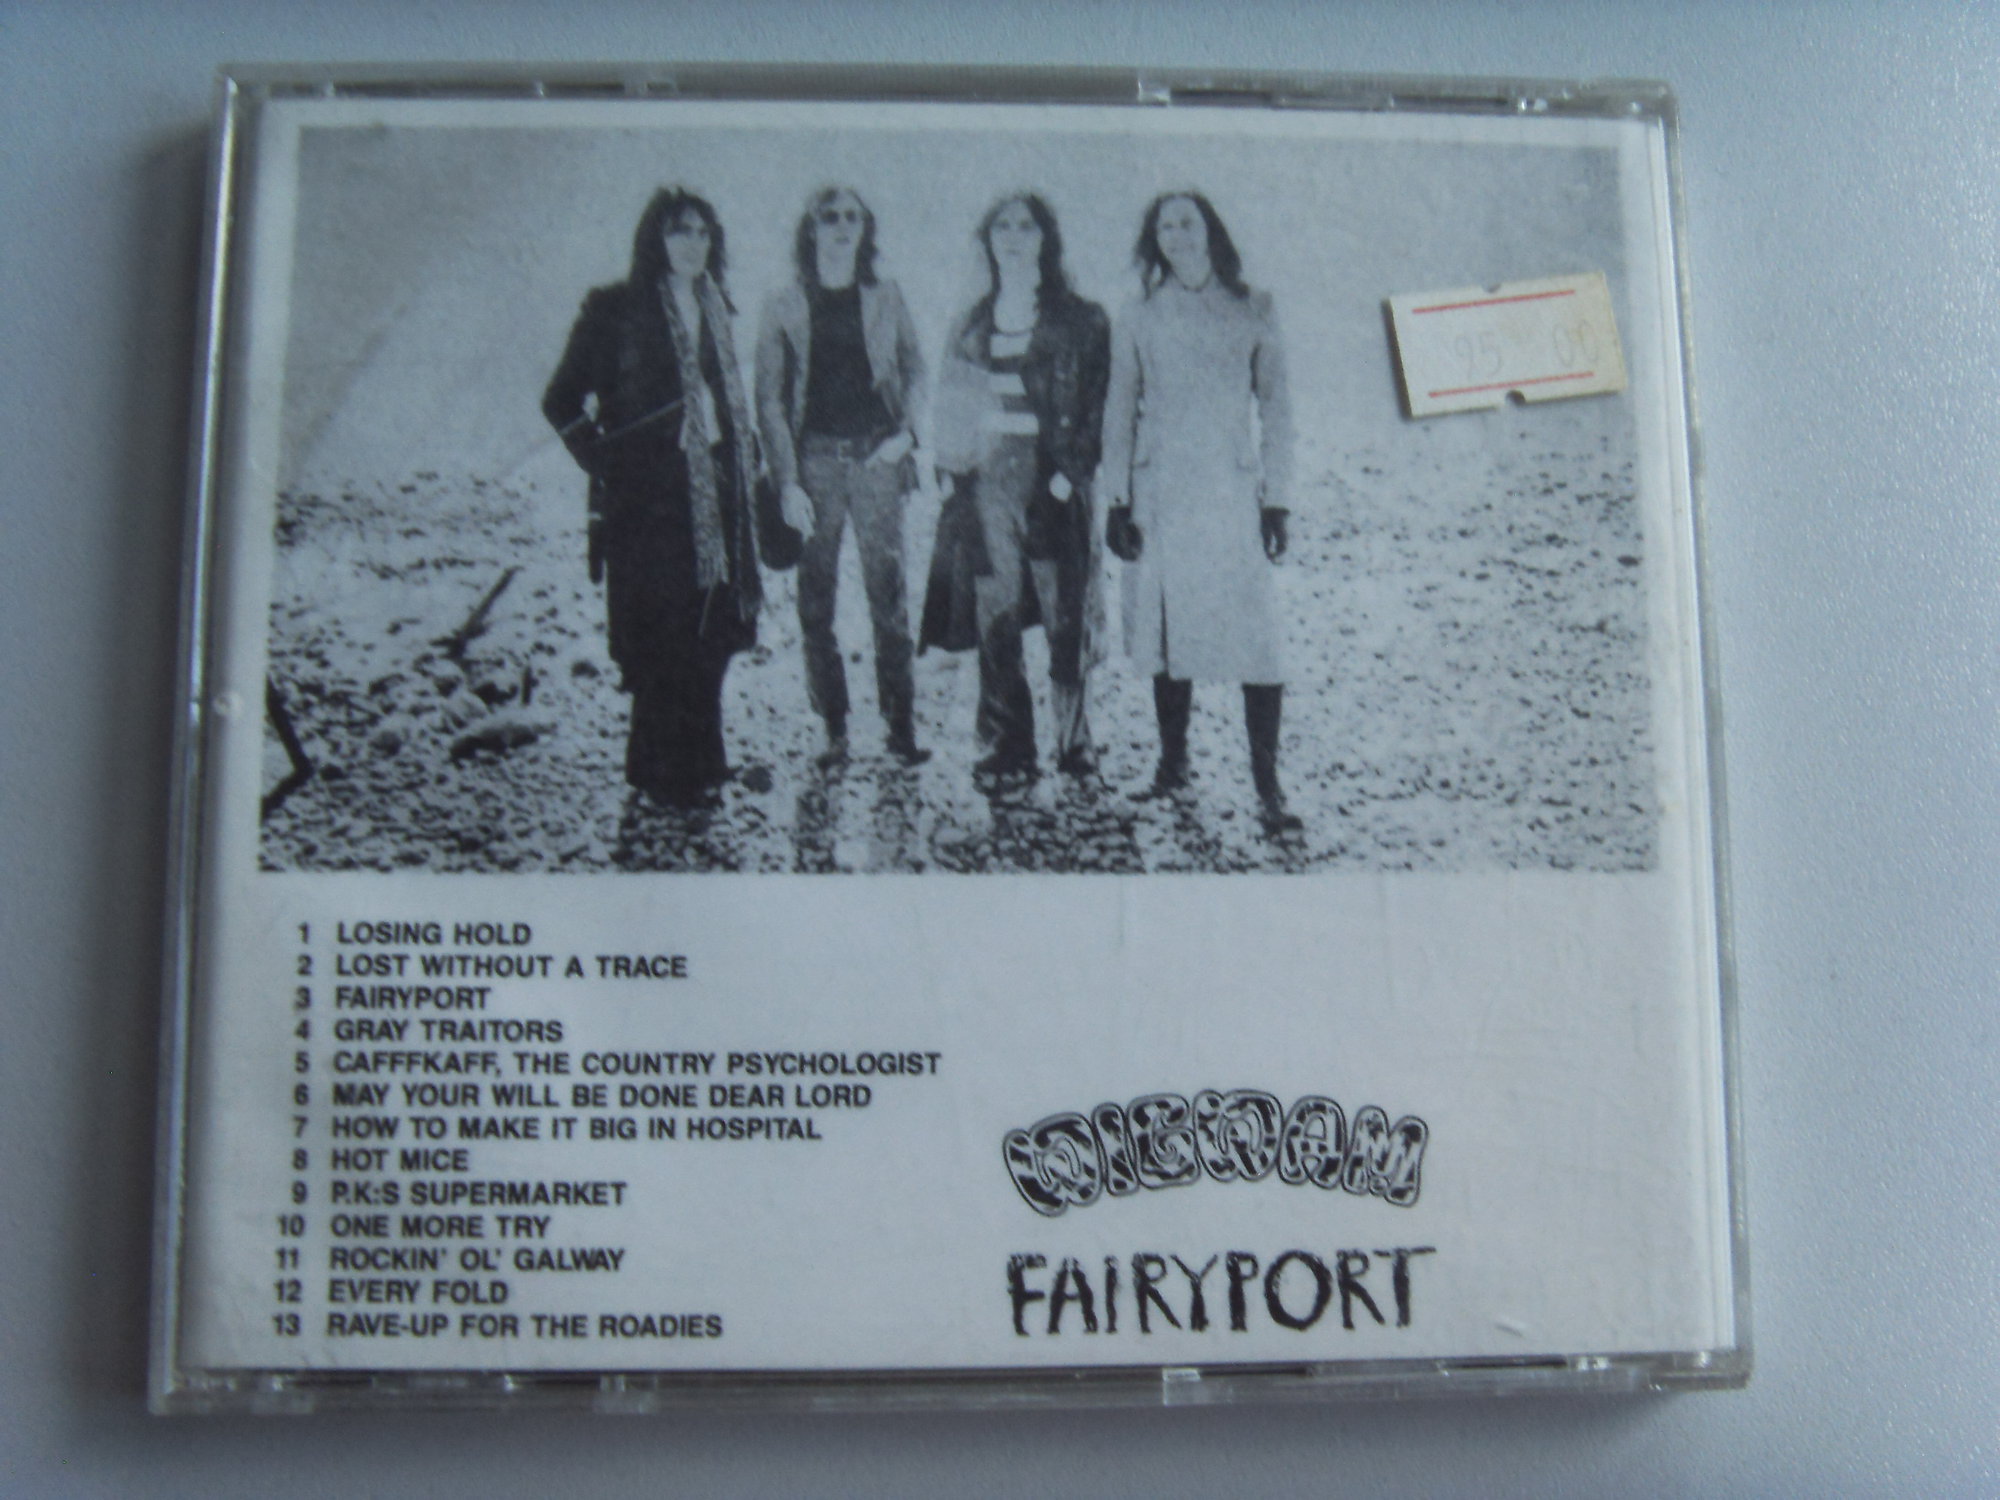 95 00
1 LOSING HOLD
2 LOST WITHOUT A TRACE
3 FAIRYPORT
4 GRAY TRAITORS
5 CAFFFKAFF, THE COUNTRY PSYCHOLOGIST
6 MAY YOUR WILL BE DONE DEAR LORD
7 HOW TO MAKE IT BIG IN HOSPITAL
8 HOT MICE
9 P.K:S SUPERMARKET
10 ONE MORE TRY
11 ROCKIN' OL' GALWAY
12 EVERY FOLD
13 RAVE-UP FOR THE ROADIES
WIGWAM
FAIRYPORT